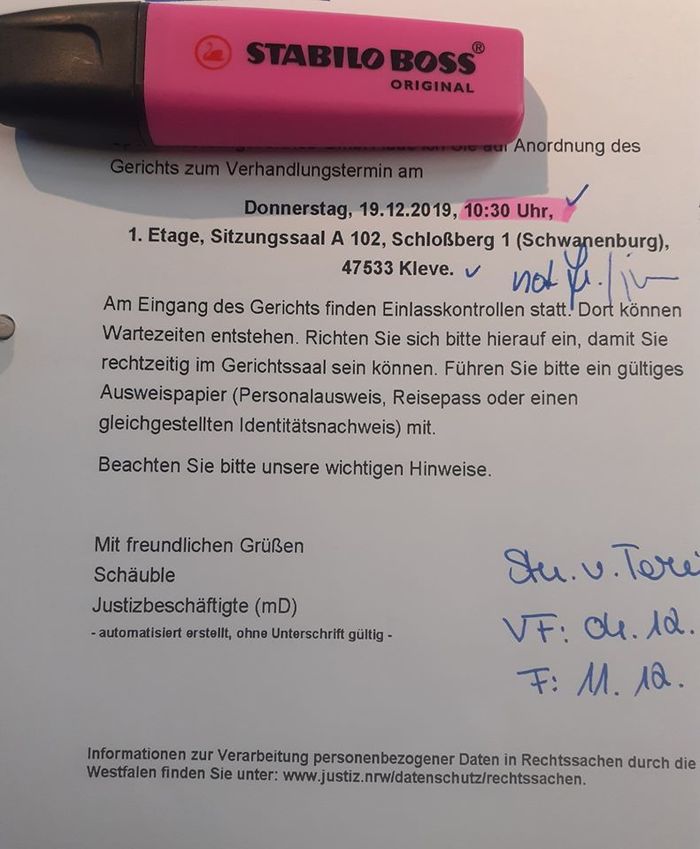 STABILO BOSS®
ORIGINAL
Anordnung des
Gerichts zum Verhandlungstermin am
Donnerstag, 19.12.2019, 10:30 Uhr,
1. Etage, Sitzungssaal A 102, Schloßberg 1 (Schwanenburg),
47533 Kleve.
not
Am Eingang des Gerichts finden Einlasskontrollen statt. Dort können
Wartezeiten entstehen. Richten Sie sich bitte hierauf ein, damit Sie
rechtzeitig im Gerichtssaal sein können. Führen Sie bitte ein gültiges
Ausweispapier (Personalausweis, Reisepass oder einen
gleichgestellten Identitätsnachweis) mit.
Beachten Sie bitte unsere wichtigen Hinweise.
Mit freundlichen Grüßen
Schäuble
Justizbeschäftigte (mD)
- automatisiert erstellt, ohne Unterschrift gültig -
v.
VF: 04. 12.
F: 11. 12.
Informationen zur Verarbeitung personenbezogener Daten in Rechtssachen durch die
Westfalen finden Sie unter: www.justiz.nrw/datenschutz/rechtssachen.